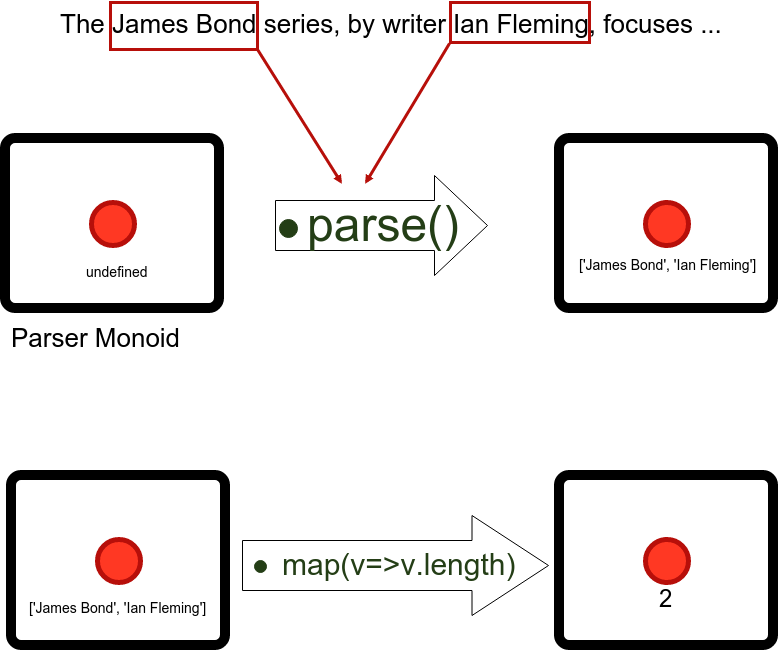 The James Bond series, by writer Ian Fleming, focuses ...
• parse()
undefined
['James Bond', 'Ian Fleming']
Parser Monoid
• map(v=>v.length)
['James Bond', 'Ian Fleming']
2